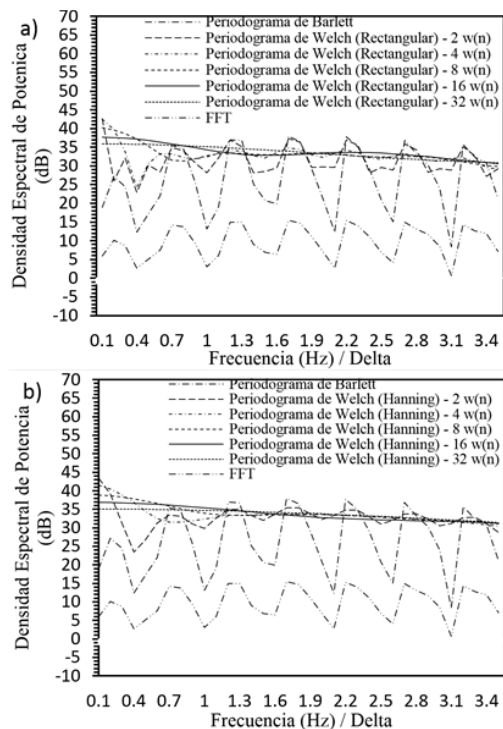 a)
Densidad Espectral de Potenica
(dB)
70
65
60
55
50
45
40
35
30
25
20
15
10
5
0
-5
-10
Periodograma de Barlett
Periodograma de Welch (Rectangular) - 2 w(n)
Periodograma de Welch (Rectangular) - 4 w(n)
Periodograma de Welch (Rectangular) - 8 w(n)
Periodograma de Welch (Rectangular) - 16 w(n)
Periodograma de Welch (Rectangular) - 32 w(n)
FFT
0.1 0.4 0.7 1 1.3 1.6 1.9 2.2 2.5 2.8 3.1 3.4
Frecuencia (Hz) / Delta
b)
Densidad Espectral de Potencia
(dB)
70
65
60
55
50
45
40
35
30
25
20
15
10
5
0
-5
-10
Periodograma de Barlett
Periodograma de Welch (Hanning) - 2 w(n)
Periodograma de Welch (Hanning) - 4 w(n)
Periodograma de Welch (Hanning) - 8 w(n)
Periodograma de Welch (Hanning) - 16 w(n)
Periodograma de Welch (Hanning) - 32 w(n)
FFT
0.1 0.4 0.7 1 1.3 1.6 1.9 2.2 2.5 2.8 3.1 3.4
Frecuencia (Hz) / Delta